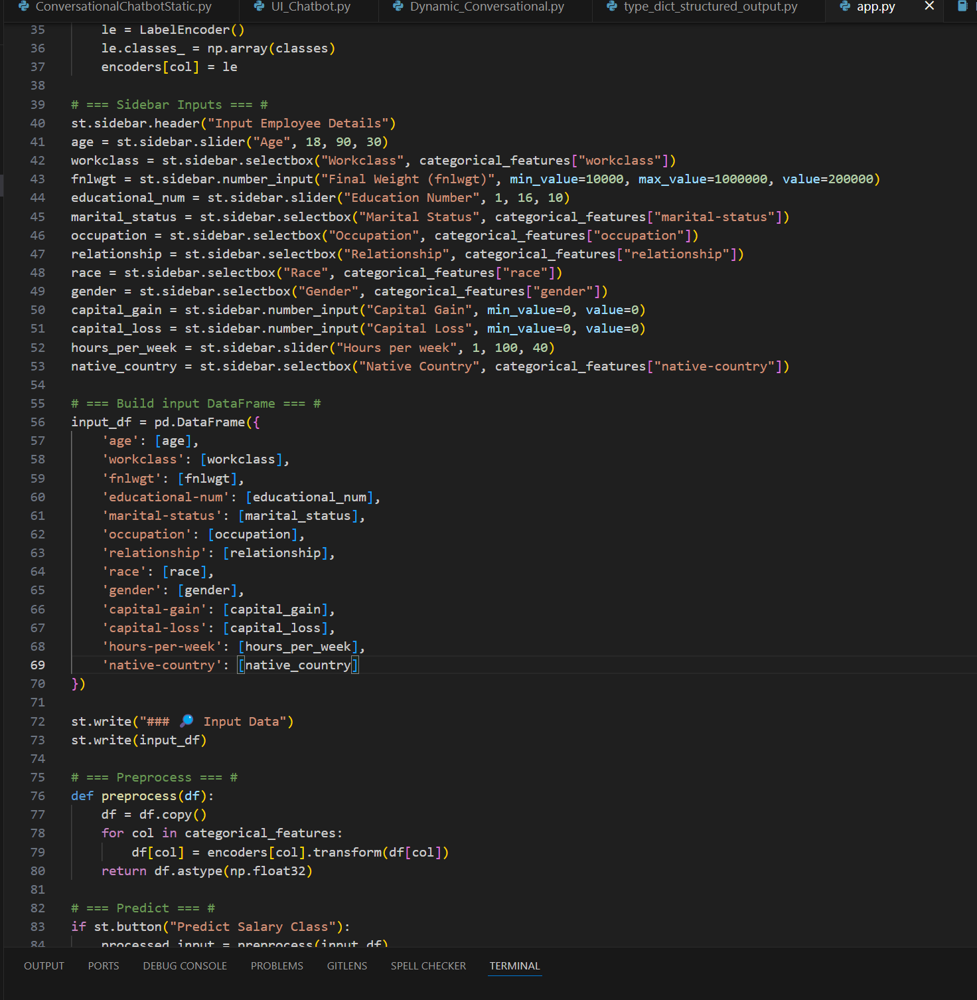 ConversationalChatbotStatic.py UI_Chatbot.py Dynamic_Conversational.py type_dict_structured_output.py app.py
35 le = LabelEncoder()
36 le.classes_ = np.array(classes)
37 encoders[col] = le
38
39 # === Sidebar Inputs === #
40 st.sidebar.header("Input Employee Details")
41 age = st.sidebar.slider("Age", 18, 90, 30)
42 workclass = st.sidebar.selectbox("Workclass", categorical_features["workclass"])
43 fnlwgt = st.sidebar.number_input("Final Weight (fnlwgt)", min_value=10000, max_value=1000000, value=200000)
44 educational_num = st.sidebar.slider("Education Number", 1, 16, 10)
45 marital_status = st.sidebar.selectbox("Marital Status", categorical_features["marital-status"])
46 occupation = st.sidebar.selectbox("Occupation", categorical_features["occupation"])
47 relationship = st.sidebar.selectbox("Relationship", categorical_features["relationship"])
48 race = st.sidebar.selectbox("Race", categorical_features["race"])
49 gender = st.sidebar.selectbox("Gender", categorical_features["gender"])
50 capital_gain = st.sidebar.number_input("Capital Gain", min_value=0, value=0)
51 capital_loss = st.sidebar.number_input("Capital Loss", min_value=0, value=0)
52 hours_per_week = st.sidebar.slider("Hours per week", 1, 100, 40)
53 native_country = st.sidebar.selectbox("Native Country", categorical_features["native-country"])
54
55 # === Build input DataFrame === #
56 input_df = pd.DataFrame({
57 'age': [age],
58 'workclass': [workclass],
59 'fnlwgt': [fnlwgt],
60 'educational-num': [educational_num],
61 'marital-status': [marital_status],
62 'occupation': [occupation],
63 'relationship': [relationship],
64 'race': [race],
65 'gender': [gender],
66 'capital-gain': [capital_gain],
67 'capital-loss': [capital_loss],
68 'hours-per-week': [hours_per_week],
69 'native-country': [native_country]
70 })
71
72 st.write("### 🔎 Input Data")
73 st.write(input_df)
74
75 # === Preprocess === #
76 def preprocess(df):
77 df = df.copy()
78 for col in categorical_features:
79 df[col] = encoders[col].transform(df[col])
80 return df.astype(np.float32)
81
82 # === Predict === #
83 if st.button("Predict Salary Class"):
84 processed_input = preprocess(input_df)
OUTPUT PORTS DEBUG CONSOLE PROBLEMS GITLENS SPELL CHECKER TERMINAL